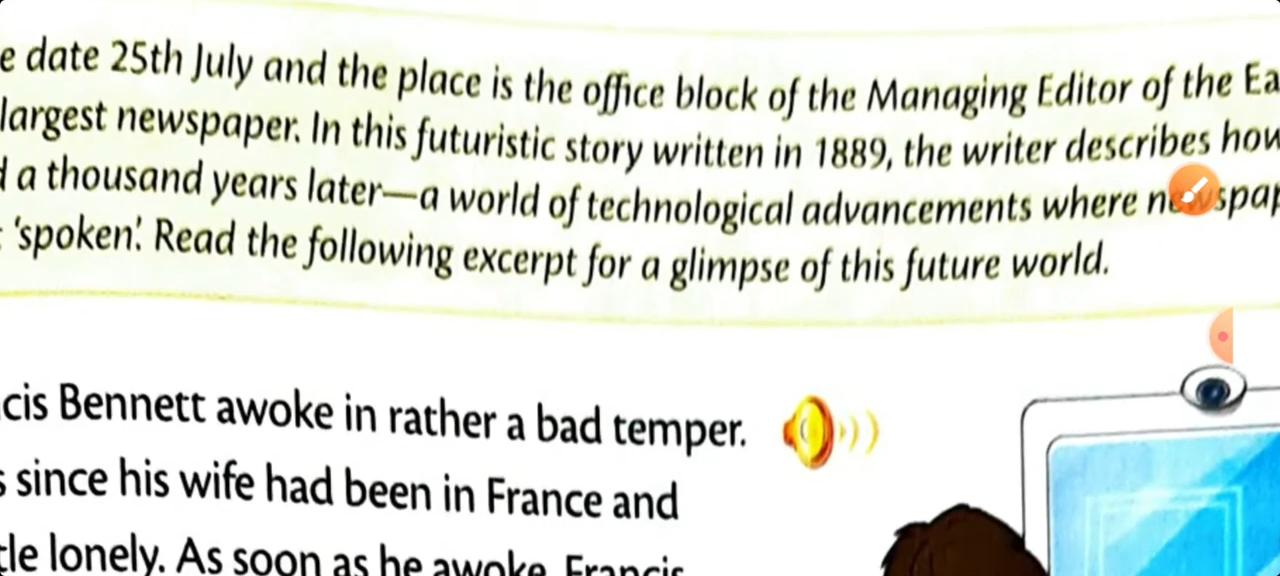 e date 25th July and the place is the office block of the Managing Editor of the Ea
largest newspaper. In this futuristic story written in 1889, the writer describes how
a thousand years later—a world of technological advancements where newspap
'spoken'. Read the following excerpt for a glimpse of this future world.
cis Bennett awoke in rather a bad temper.
s since his wife had been in France and
tle lonely. As soon as he awoke, Francis